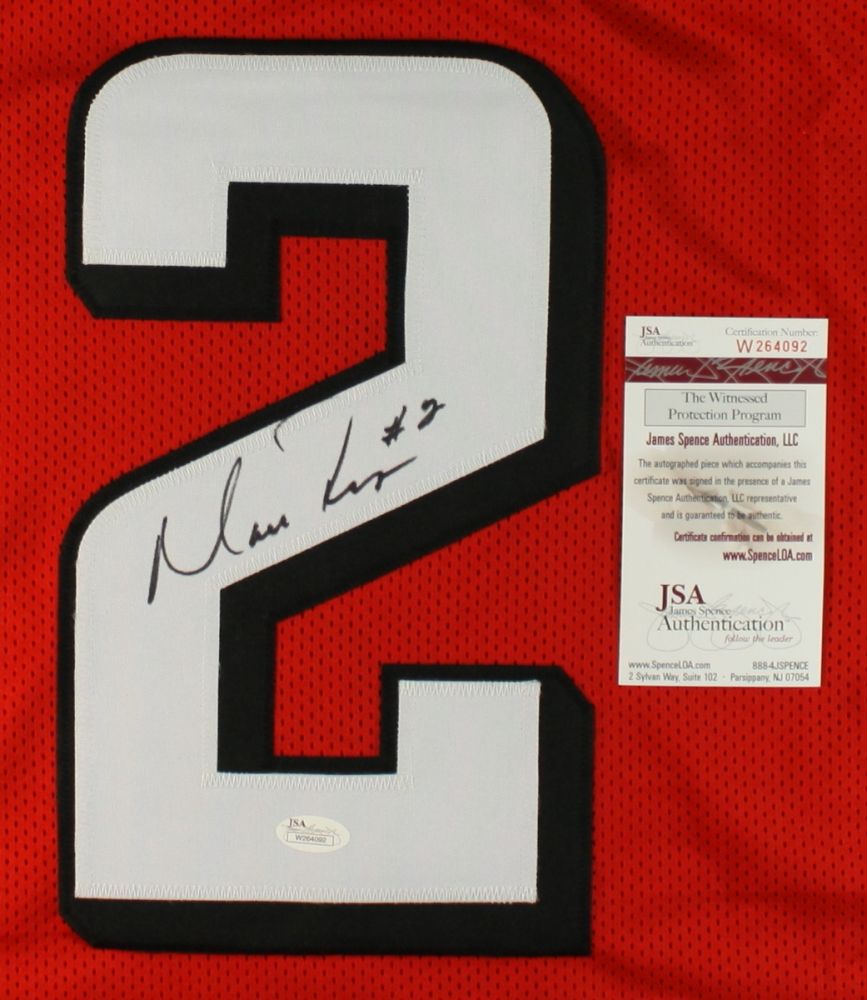 2
#2
JSA
W264092
JSA
Authentication
Certification Number:
W264092
The Witnessed
Protection Program
James Spence Authentication, LLC
The autographed piece which accompanies this
certificate was signed in the presence of a James
Spence Authentication, LLC representative
and is guaranteed to be authentic.
Certificate confirmation can be obtained at
www.SpenceLOA.com
JSA
James Spence
Authentication
follow the leader
www.SpenceLOA.com 888-4JSPENCE
2 Sylvan Way, Suite 102 · Parsippany, NJ 07054